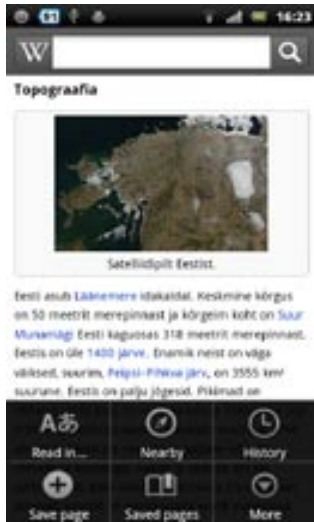 16:23
W
Topograafia
Satelliidipilt Eestist.
Eesti asub Läänemere idakaldal. Keskmine kõrgus
on 50 meetrit merepinnast ja kõrgeim koht on Suur
Munamägi Eesti kaguosas 318 meetrit merepinnast.
Eestis on üle 1400 järve. Enamik neist on väga
väiksed, suurim, Peipsi-Pihkva järv, on 3555 km²
suurune. Eestis on palju jõgesid. Pikimad on
Aあ
Read in... Nearby History
Save page Saved pages More